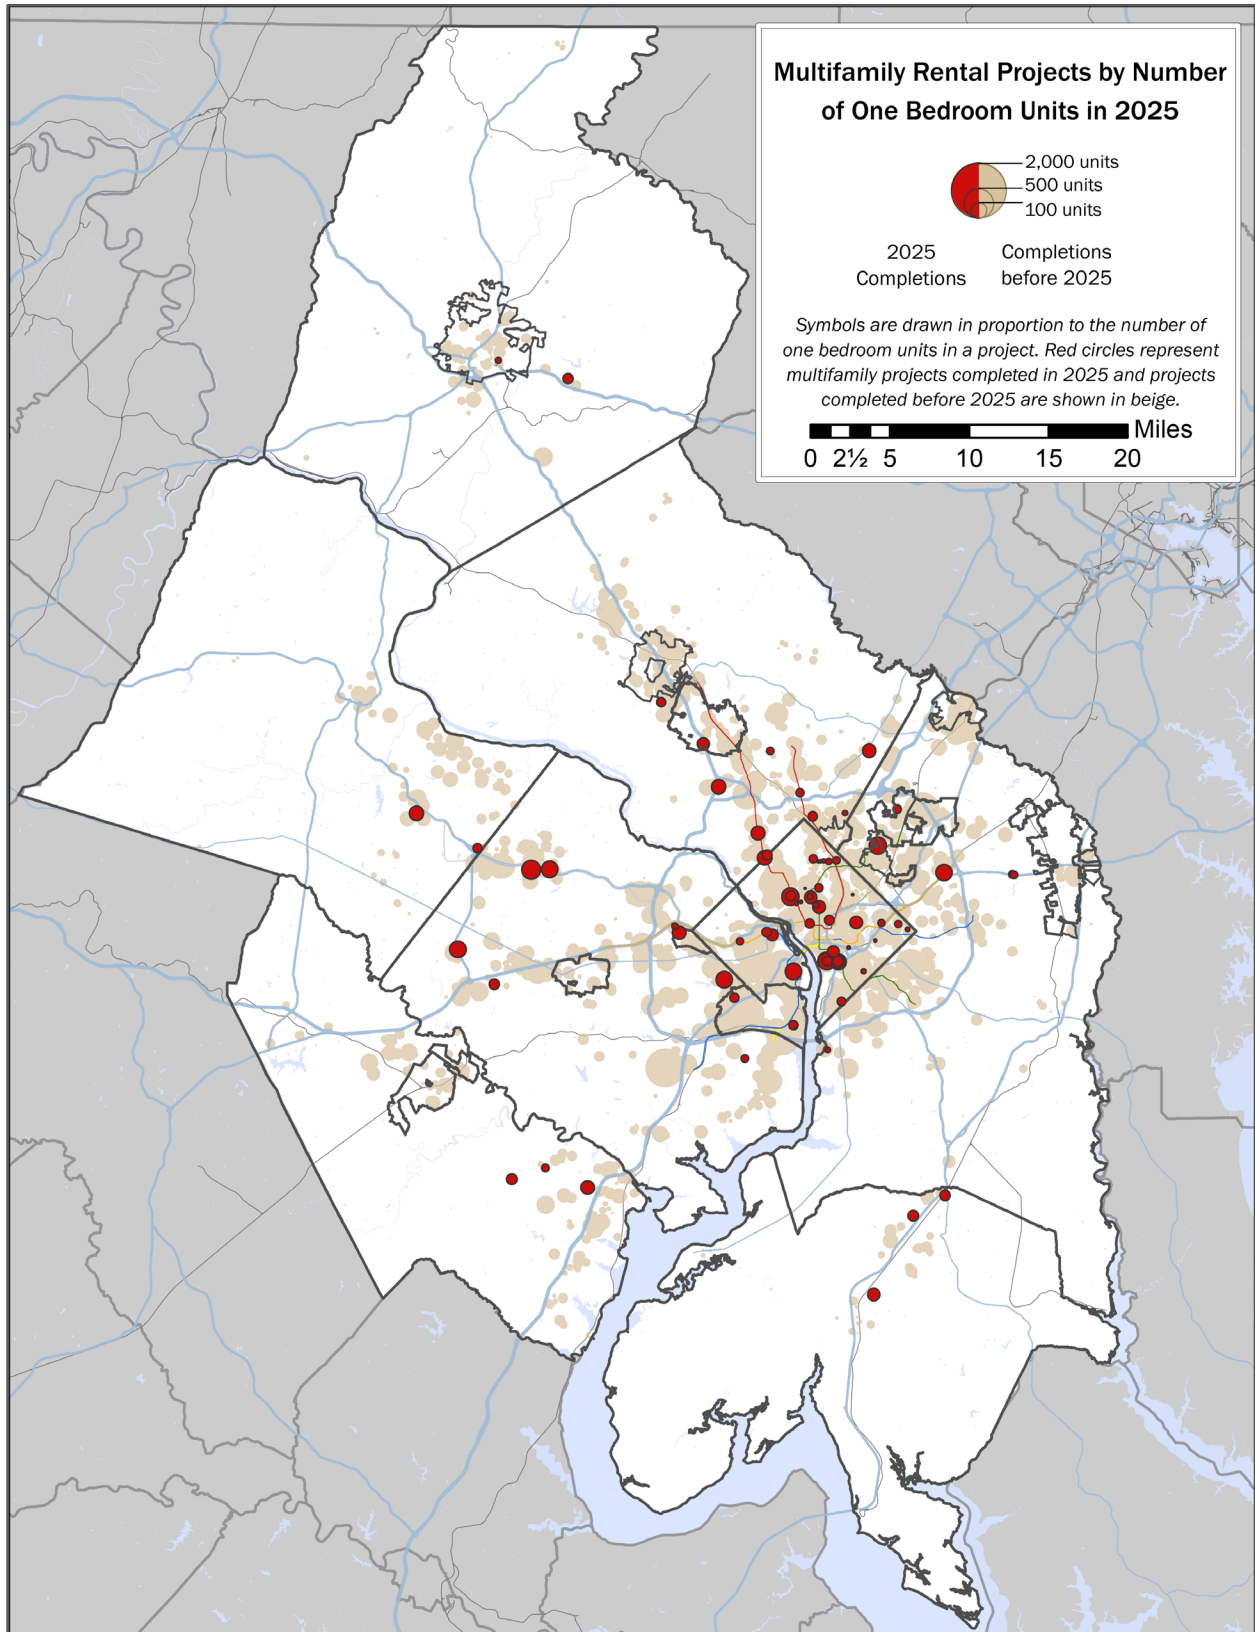 Multifamily Rental Projects by Number
of One Bedroom Units in 2025
2,000 units
500 units
100 units
2025
Completions
Completions
before 2025
Symbols are drawn in proportion to the number of
one bedroom units in a project. Red circles represent
multifamily projects completed in 2025 and projects
completed before 2025 are shown in beige.
Miles
0 2½ 5 10 15 20